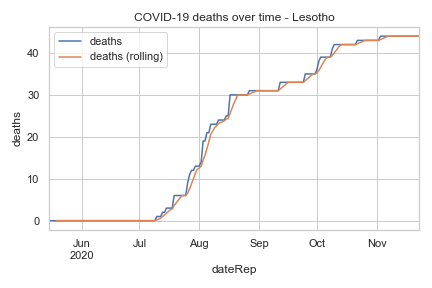 COVID-19 deaths over time - Lesotho
deaths
deaths (rolling)
40
30
20
10
0
deaths
Jun
2020
Jul
Aug
Sep
Oct
Nov
dateRep